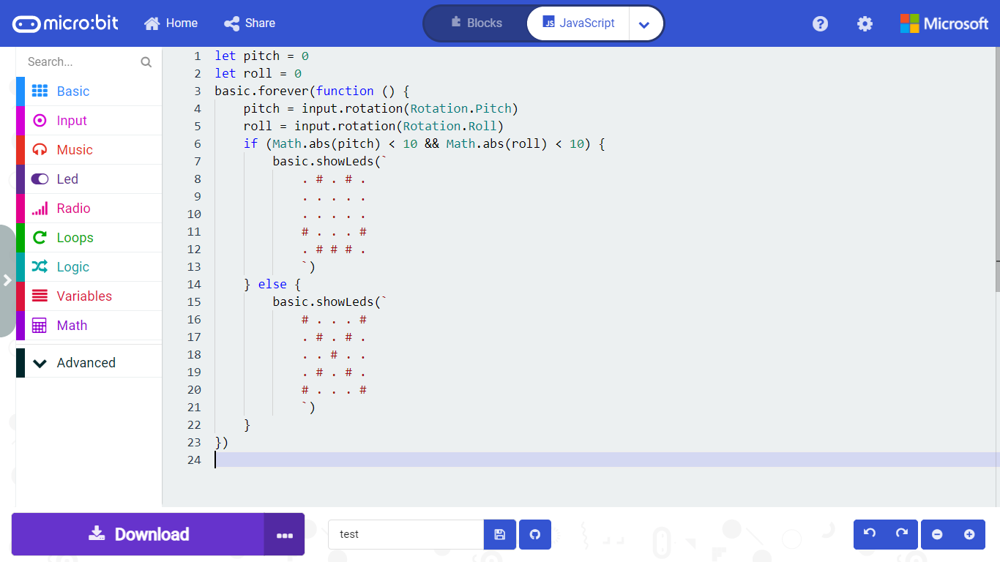 micro:bit Home Share Blocks JS JavaScript ? Microsoft
Search...
Basic
Input
Music
Led
Radio
Loops
Logic
Variables
Math
Advanced
1 let pitch = 0
2 let roll = 0
3 basic.forever(function () {
4     pitch = input.rotation(Rotation.Pitch)
5     roll = input.rotation(Rotation.Roll)
6     if (Math.abs(pitch) < 10 && Math.abs(roll) < 10) {
7         basic.showLeds(`
8             . # . # .
9             . . . . .
10             . . . . .
11             # . . . #
12             . # # # .
13             `)
14     } else {
15         basic.showLeds(`
16             # . . . #
17             . # . # .
18             . . # . .
19             . # . # .
20             # . . . #
21             `)
22     }
23 })
24
Download ... test